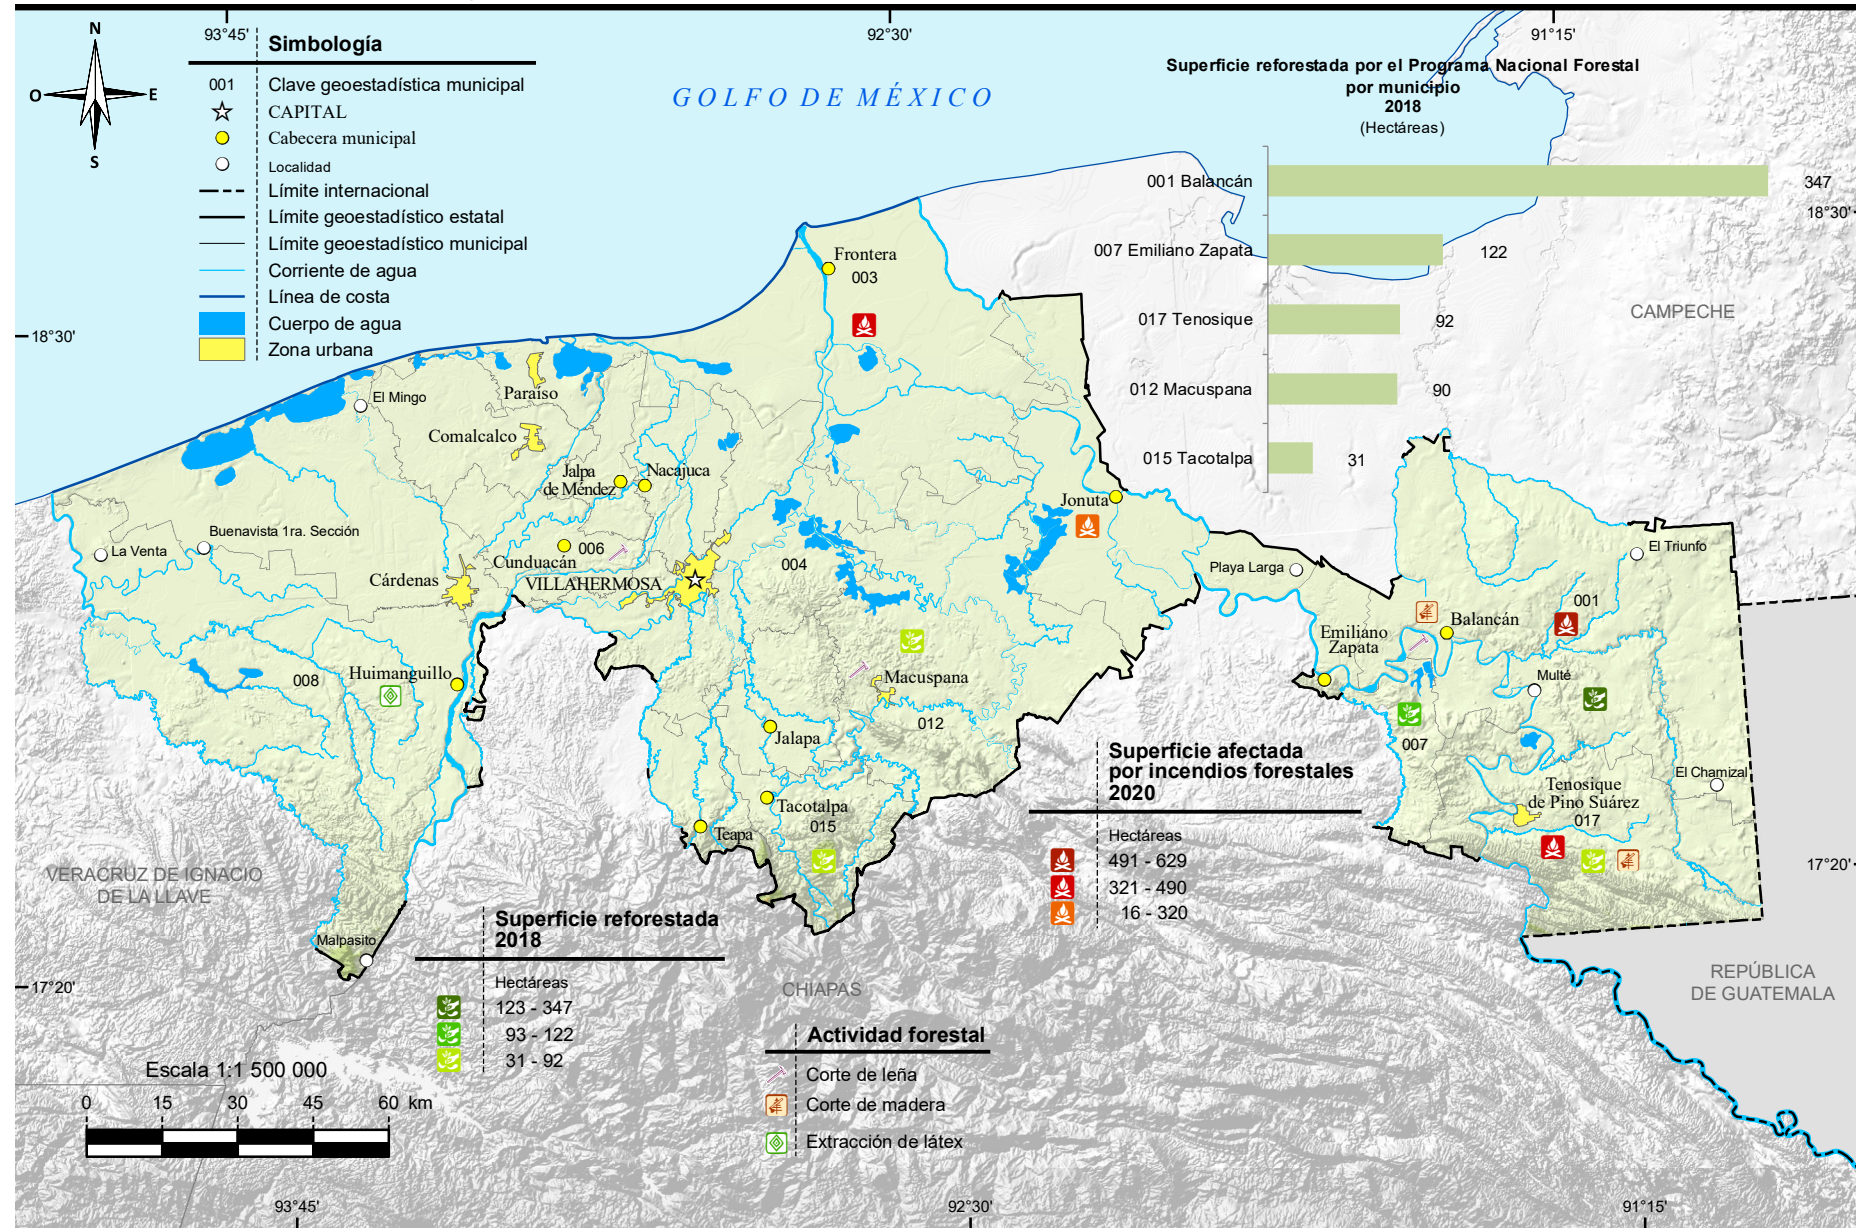 93°45'
92°30'
91°15'
N
O
E
S
Simbología
001 Clave geoestadística municipal
CAPITAL
Cabecera municipal
Localidad
Límite internacional
Límite geoestadístico estatal
Límite geoestadístico municipal
Corriente de agua
Línea de costa
Cuerpo de agua
Zona urbana
GOLFO DE MÉXICO
Superficie reforestada por el Programa Nacional Forestal
por municipio
2018
(Hectáreas)
001 Balancán 347
007 Emiliano Zapata 122
017 Tenosique 92
012 Macuspana 90
015 Tacotalpa 31
18°30'
18°30'
CAMPECHE
Frontera
003
Paraíso
El Mingo
Comalcalco
Jalpa
de Méndez
Nacajuca
Jonuta
Buenavista 1ra. Sección
La Venta
Cunduacán
006
Cárdenas
VILLAHERMOSA
004
Playa Larga
El Triunfo
001
Balancán
Emiliano
Zapata
Multé
008
Huimanguillo
Macuspana
012
Jalapa
007
El Chamizal
Tenosique
de Pino Suárez
017
Tacotalpa
015
Teapa
Superficie afectada
por incendios forestales
2020
Hectáreas
491 - 629
321 - 490
16 - 320
17°20'
VERACRUZ DE IGNACIO
DE LA LLAVE
Malpasito
17°20'
Superficie reforestada
2018
Hectáreas
123 - 347
93 - 122
31 - 92
CHIAPAS
REPÚBLICA
DE GUATEMALA
Actividad forestal
Corte de leña
Corte de madera
Extracción de látex
Escala 1:1 500 000
0 15 30 45 60 km
93°45'
92°30'
91°15'